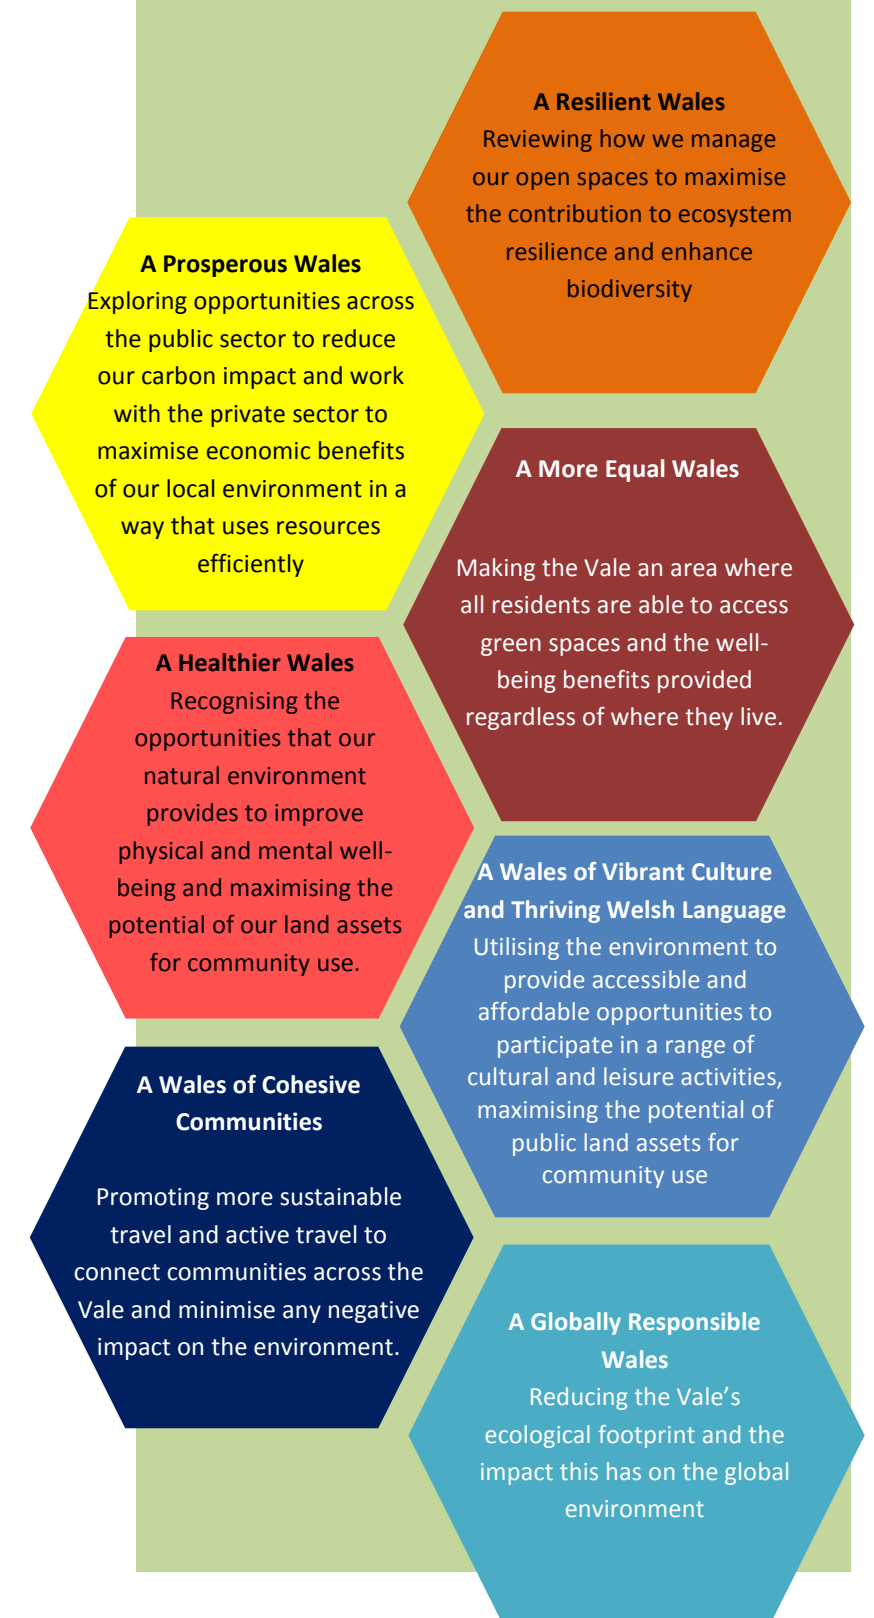 A Resilient Wales
Reviewing how we manage
our open spaces to maximise
the contribution to ecosystem
resilience and enhance
biodiversity
A Prosperous Wales
Exploring opportunities across
the public sector to reduce
our carbon impact and work
with the private sector to
maximise economic benefits
of our local environment in a
way that uses resources
efficiently
A More Equal Wales
Making the Vale an area where
all residents are able to access
green spaces and the well-
being benefits provided
regardless of where they live.
A Healthier Wales
Recognising the
opportunities that our
natural environment
provides to improve
physical and mental well-
being and maximising the
potential of our land assets
for community use.
A Wales of Vibrant Culture
and Thriving Welsh Language
Utilising the environment to
provide accessible and
affordable opportunities to
participate in a range of
cultural and leisure activities,
maximising the potential of
public land assets for
community use
A Wales of Cohesive
Communities
Promoting more sustainable
travel and active travel to
connect communities across the
Vale and minimise any negative
impact on the environment.
A Globally Responsible
Wales
Reducing the Vale’s
ecological footprint and the
impact this has on the global
environment